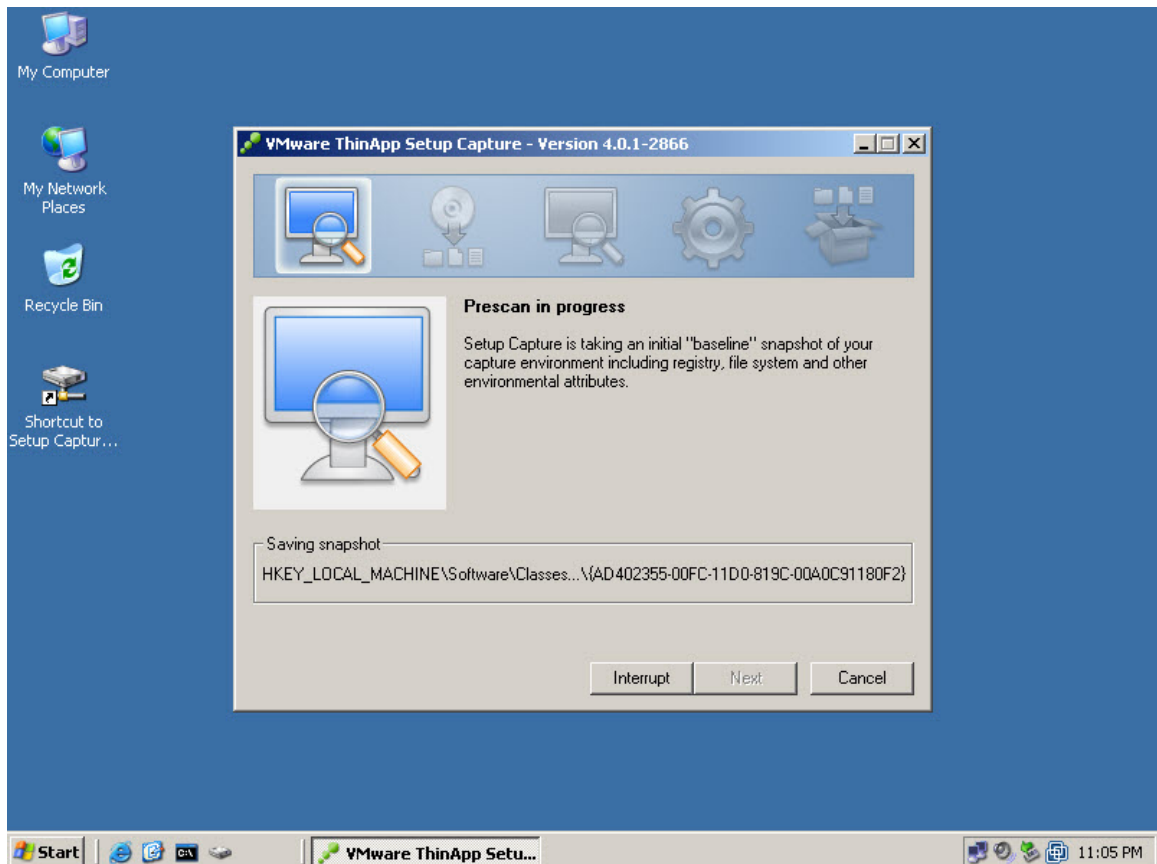 My Computer
My Network
Places
Recycle Bin
Shortcut to
Setup Captur...
VMware ThinApp Setup Capture - Version 4.0.1-2866
Prescan in progress
Setup Capture is taking an initial "baseline" snapshot of your
capture environment including registry, file system and other
environmental attributes.
Saving snapshot
HKEY_LOCAL_MACHINE\Software\Classes...\{AD402355-00FC-11D0-819C-00A0C91180F2}
Interrupt
Next
Cancel
Start
C:\
VMware ThinApp Setu...
11:05 PM